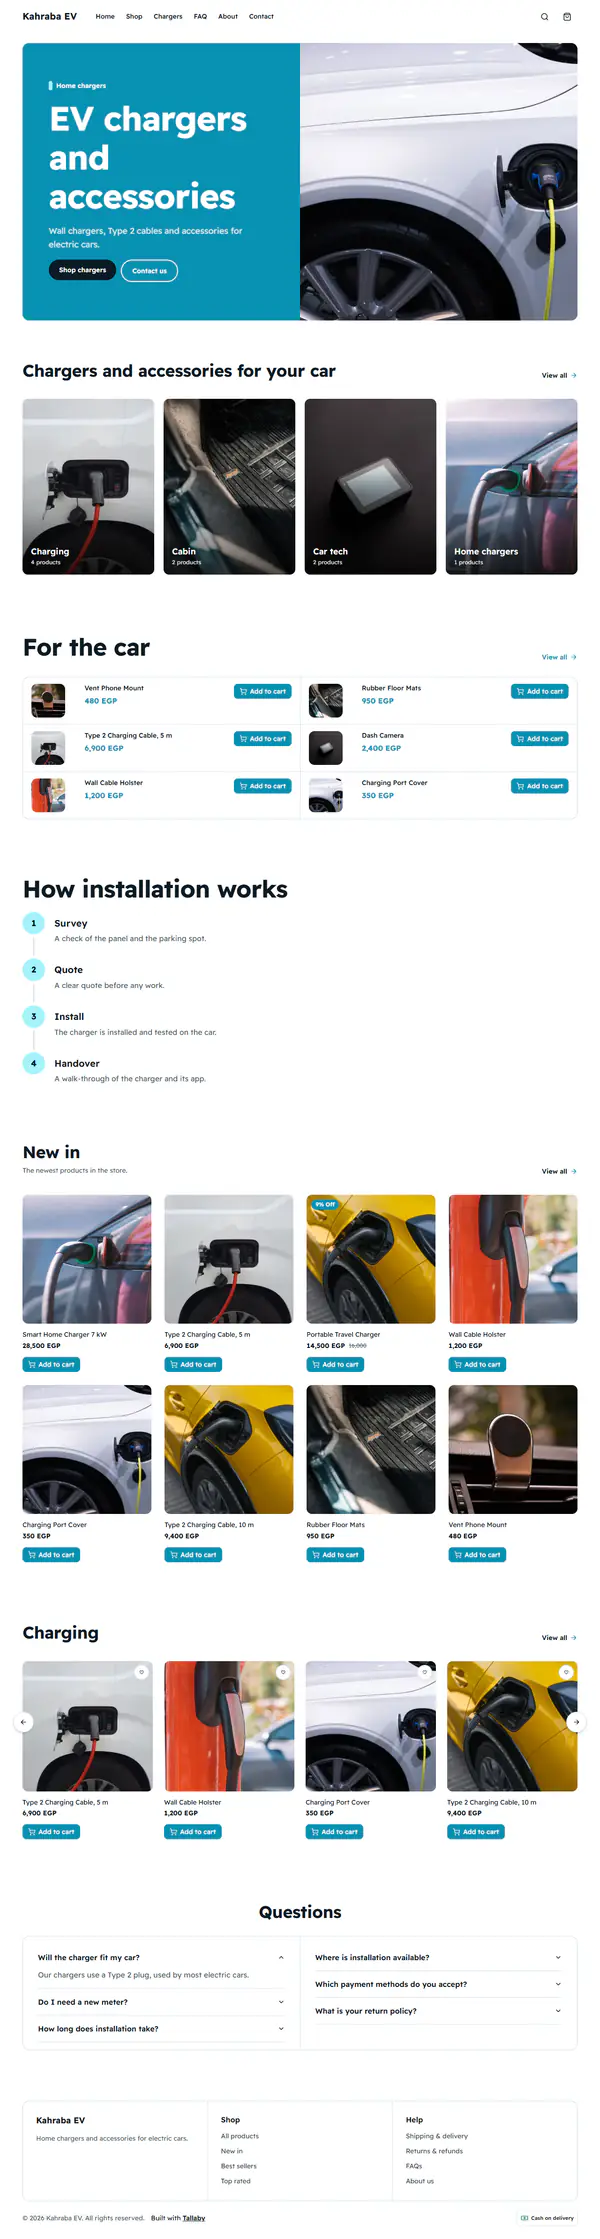 Kahraba EV
Home Shop Chargers FAQ About Contact
Home chargers
EV chargers
and
accessories
Wall chargers, Type 2 cables and accessories for
electric cars.
Shop chargers
Contact us
Chargers and accessories for your car
View all
Charging
4 products
Cabin
2 products
Car tech
2 products
Home chargers
1 products
For the car
View all
Vent Phone Mount
480 EGP
Add to cart
Rubber Floor Mats
950 EGP
Add to cart
Type 2 Charging Cable, 5 m
6,900 EGP
Add to cart
Dash Camera
2,400 EGP
Add to cart
Wall Cable Holster
1,200 EGP
Add to cart
Charging Port Cover
350 EGP
Add to cart
How installation works
1 Survey
A check of the panel and the parking spot.
2 Quote
A clear quote before any work.
3 Install
The charger is installed and tested on the car.
4 Handover
A walk-through of the charger and its app.
New in
The newest products in the store.
View all
Smart Home Charger 7 kW
28,500 EGP
Add to cart
Type 2 Charging Cable, 5 m
6,900 EGP
Add to cart
9% Off
Portable Travel Charger
14,500 EGP 16,000
Add to cart
Wall Cable Holster
1,200 EGP
Add to cart
Charging Port Cover
350 EGP
Add to cart
Type 2 Charging Cable, 10 m
9,400 EGP
Add to cart
Rubber Floor Mats
950 EGP
Add to cart
Vent Phone Mount
480 EGP
Add to cart
Charging
View all
Type 2 Charging Cable, 5 m
6,900 EGP
Add to cart
Wall Cable Holster
1,200 EGP
Add to cart
Charging Port Cover
350 EGP
Add to cart
Type 2 Charging Cable, 10 m
9,400 EGP
Add to cart
Questions
Will the charger fit my car?
Our chargers use a Type 2 plug, used by most electric cars.
Do I need a new meter?
How long does installation take?
Where is installation available?
Which payment methods do you accept?
What is your return policy?
Kahraba EV
Home chargers and accessories for electric cars.
Shop
All products
New in
Best sellers
Top rated
Help
Shipping & delivery
Returns & refunds
FAQs
About us
© 2026 Kahraba EV. All rights reserved. Built with Tallaby
Cash on delivery